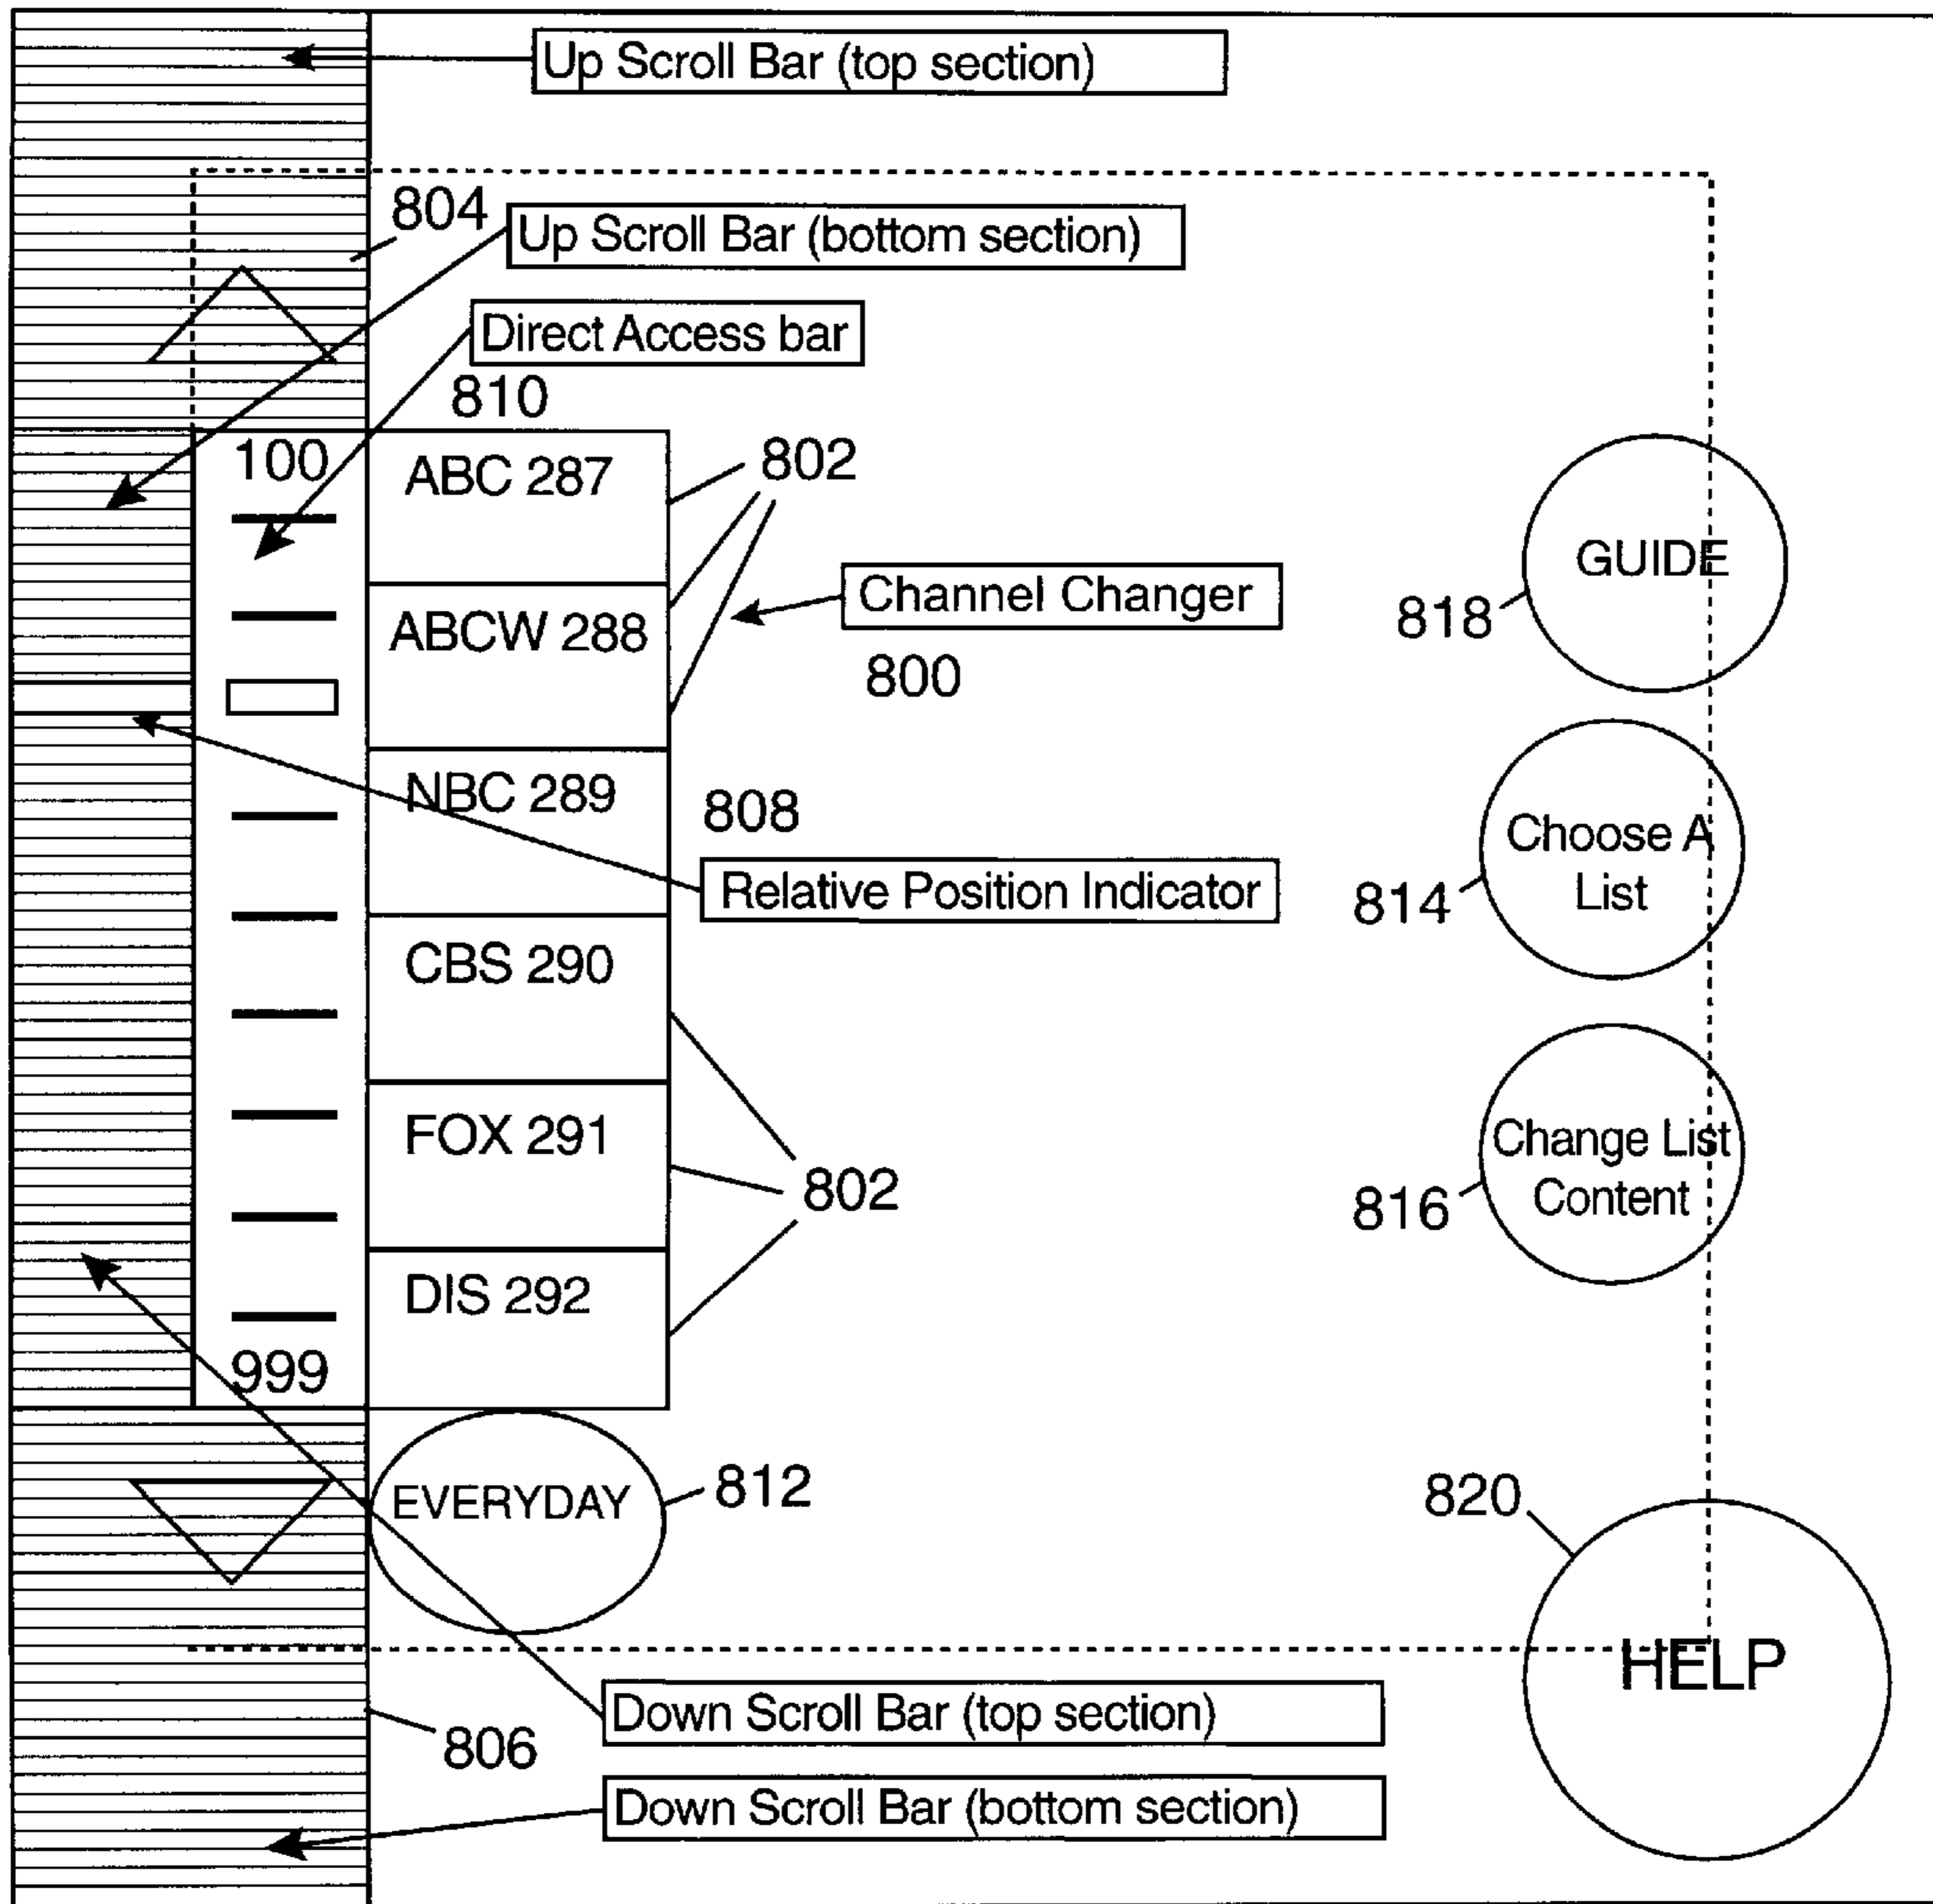 Up Scroll Bar (top section)
804
Up Scroll Bar (bottom section)
Direct Access bar
810
100
ABC 287
802
GUIDE
818
ABCW 288
Channel Changer
800
NBC 289
808
Relative Position Indicator
Choose A
List
814
CBS 290
FOX 291
802
Change List
Content
816
DIS 292
999
EVERYDAY
812
820
HELP
Down Scroll Bar (top section)
806
Down Scroll Bar (bottom section)